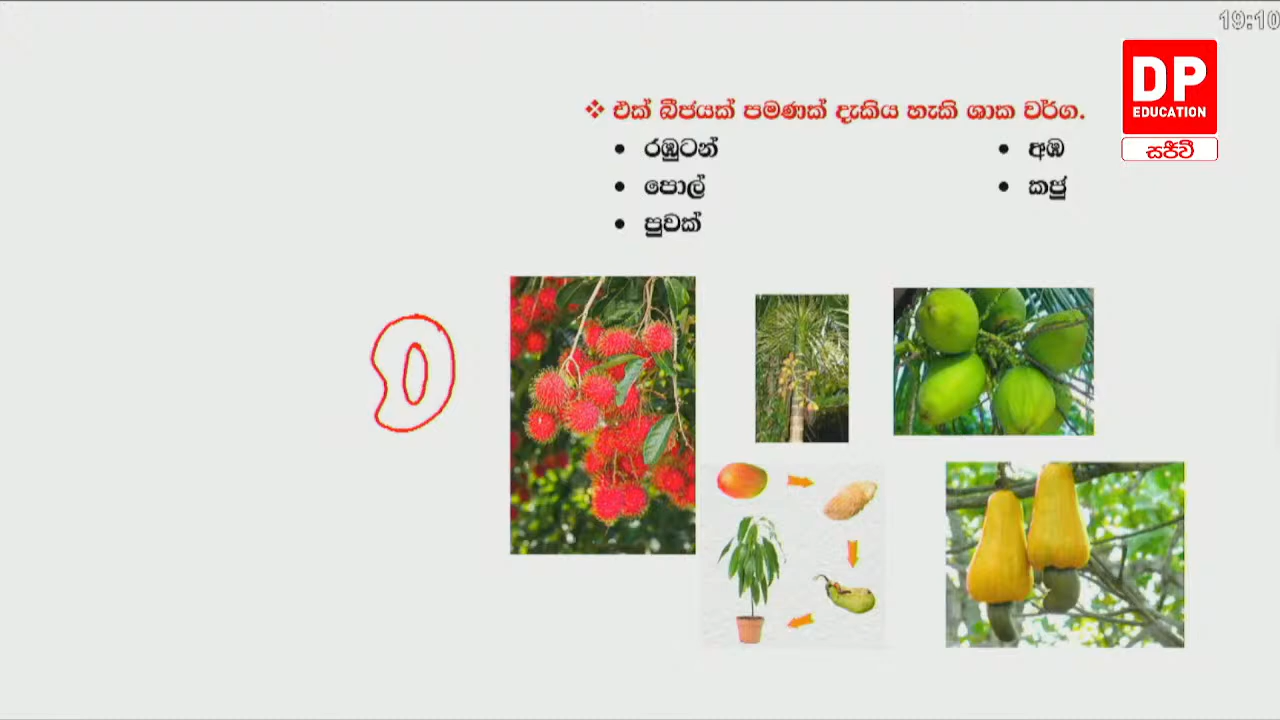 19:10
DP
EDUCATION
සජීවී
❖ එක් බීජයක් පමණක් දැකිය හැකි ශාක වර්ග.
• රඹුටන්
• පොල්
• පුවක්
• අඹ
• කජු